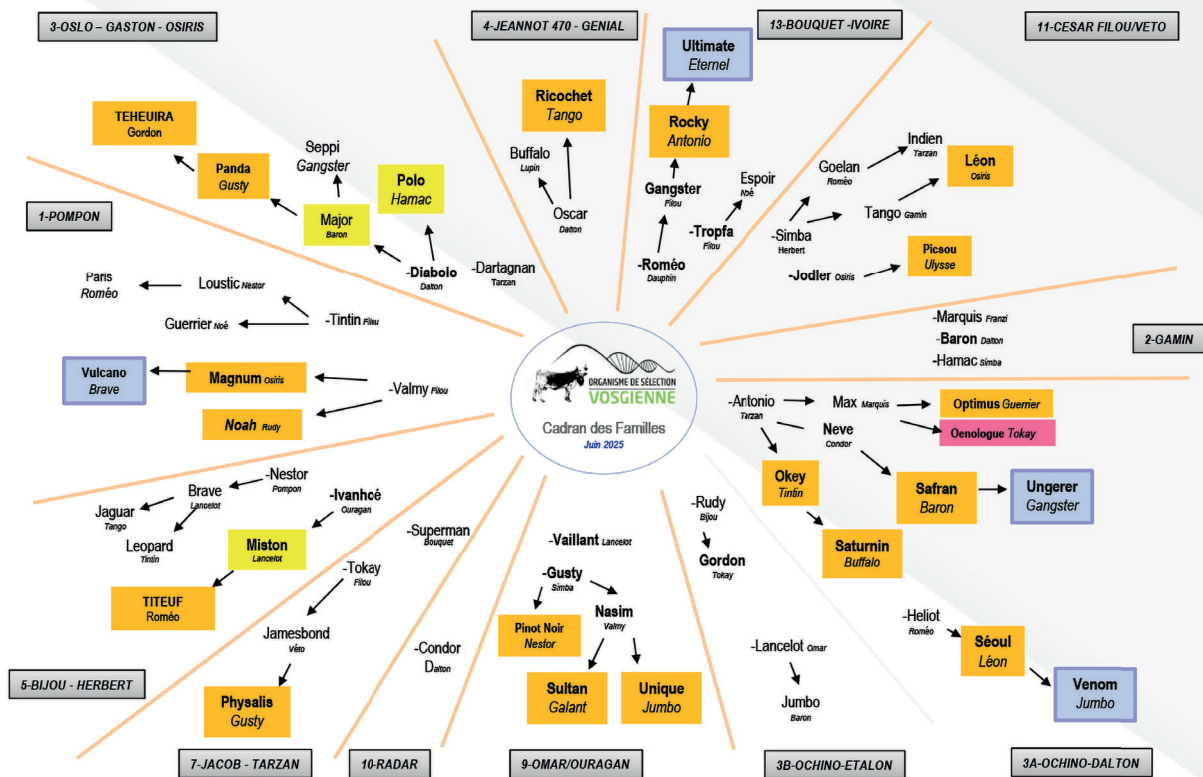 3-OSLO – GASTON - OSIRIS
4-JEANNOT 470 - GENIAL
13-BOUQUET -IVOIRE
11-CESAR FILOU/VETO
TEHEUIRA
Gordon
Panda
Gusty
Seppi
Gangster
Major
Baron
Polo
Hamac
-Diabolo
Dalton
-Dartagnan
Tarzan
Ricochet
Tango
Buffalo
Lupin
Oscar
Dalton
Ultimate
Eternel
Rocky
Antonio
Gangster
Filou
-Roméo
Dauphin
Espoir
Noé
-Tropfa
Filou
Indien
Tarzan
Goelan
Roméo
-Simba
Herbert
Tango Gamin
Léon
Osiris
-Jodler Osiris
Picsou
Ulysse
1-POMPON
Paris
Roméo
Loustic Nestor
Guerrier Noé
-Tintin Filou
Vulcano
Brave
Magnum Osiris
Noah Rudy
-Valmy Filou
2-GAMIN
-Marquis Franzi
-Baron Dalton
-Hamac Simba
ORGANISME DE SÉLECTION
VOSGIENNE
Cadran des Familles
Juin 2025
-Antonio
Tarzan
Max Marquis
Optimus Guerrier
Oenologue Tokay
Neve
Condor
Okey
Tintin
Safran
Baron
Ungerer
Gangster
Saturnin
Buffalo
-Heliot
Roméo
Séoul
Léon
Venom
Jumbo
3A-OCHINO-DALTON
-Rudy
Bijou
Gordon
Tokay
-Lancelot Omar
Jumbo
Baron
3B-OCHINO-ETALON
-Vaillant Lancelot
-Gusty
Simba
Nasim
Valmy
Pinot Noir
Nestor
Sultan
Galant
Unique
Jumbo
9-OMAR/OURAGAN
-Superman
Bouquet
-Condor
Dalton
10-RADAR
-Tokay
Filou
Jamesbond
Véto
Physalis
Gusty
7-JACOB - TARZAN
-Nestor
Pompon
Brave
Lancelot
Jaguar
Tango
Leopard
Tintin
-Ivanhcé
Ouragan
Miston
Lancelot
TITEUF
Roméo
5-BIJOU - HERBERT